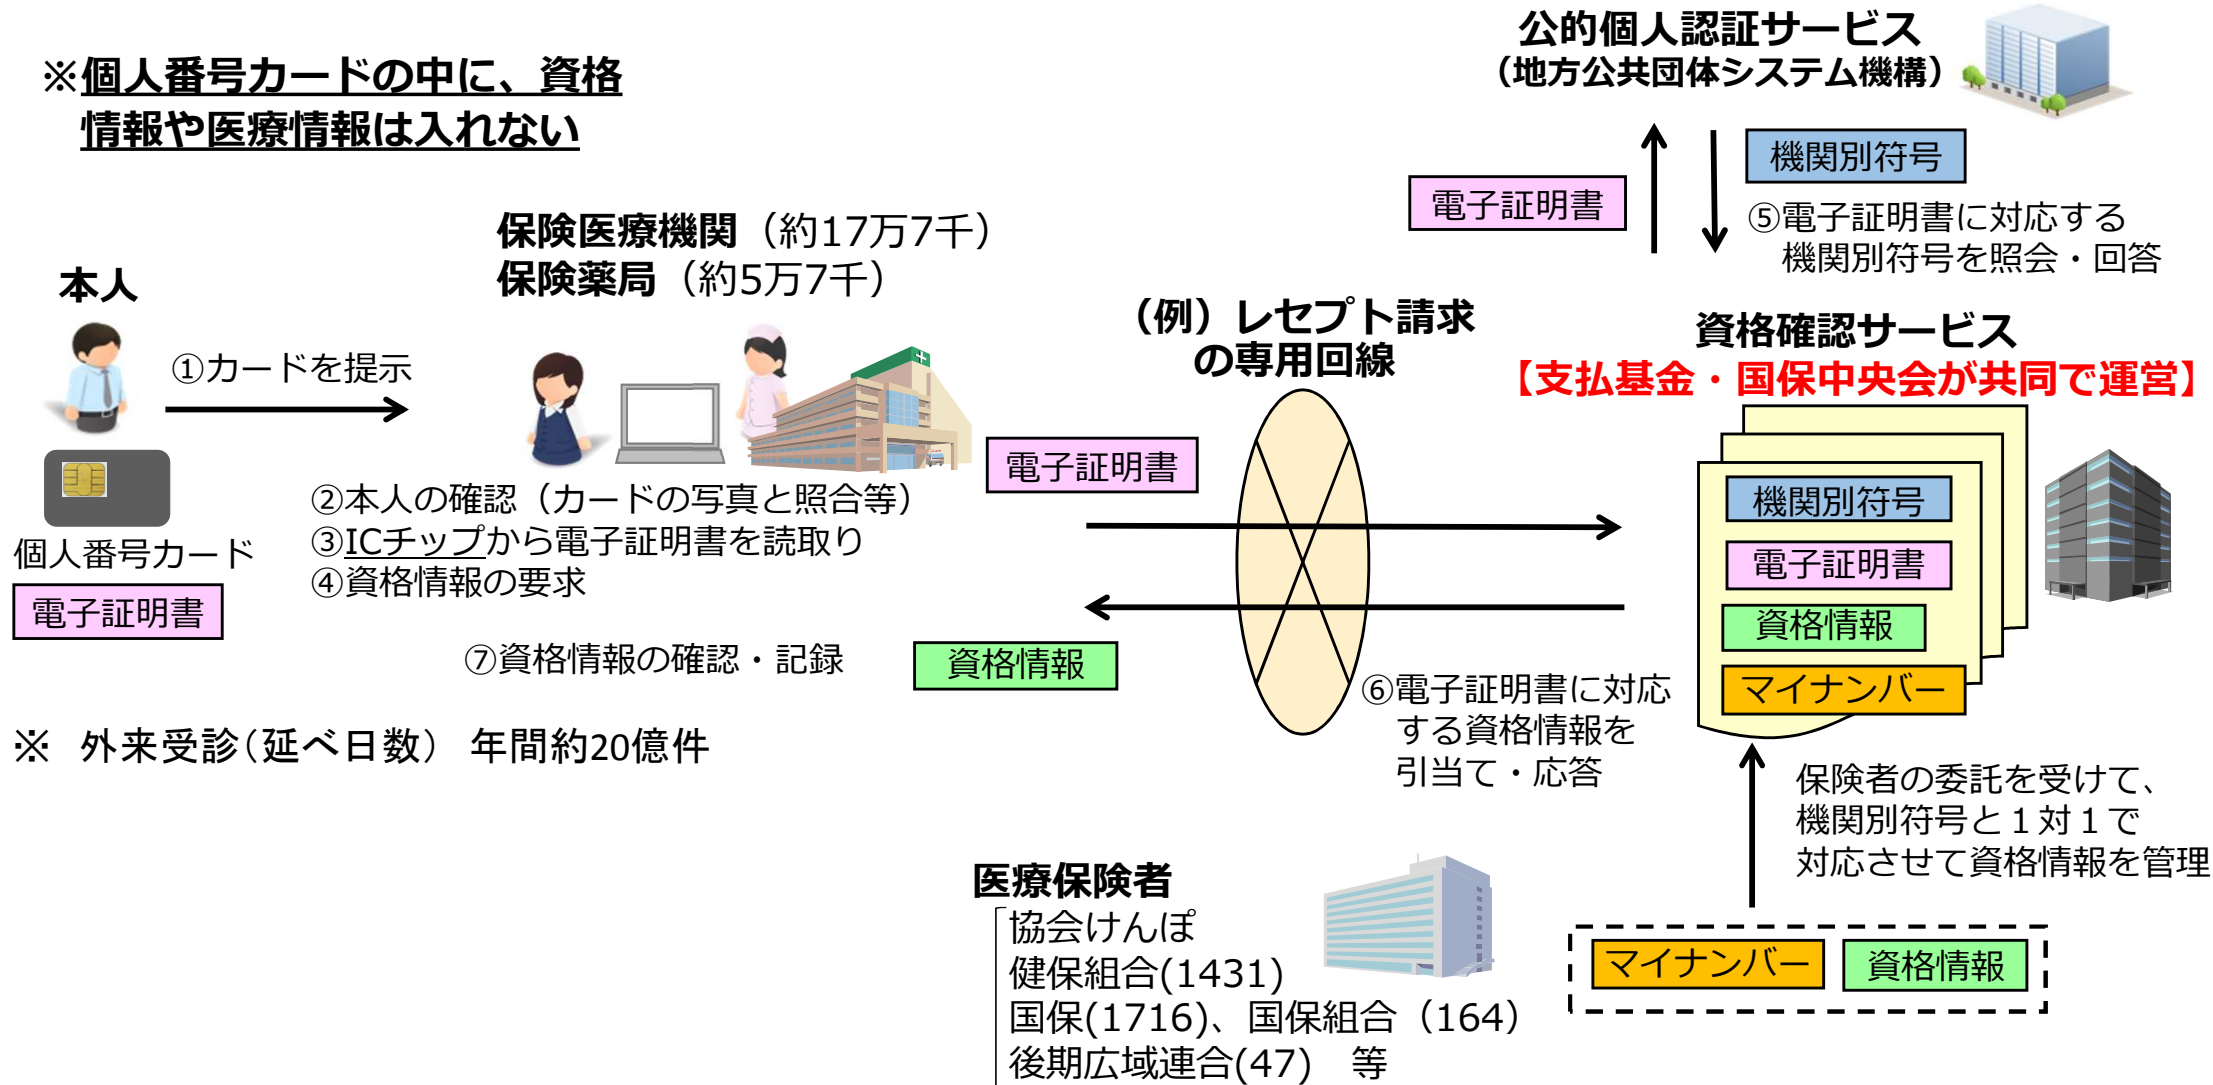 ※個人番号カードの中に、資格
情報や医療情報は入れない
公的個人認証サービス
（地方公共団体システム機構）
電子証明書
機関別符号
⑤電子証明書に対応する
機関別符号を照会・回答
本人
①カードを提示
個人番号カード
電子証明書
保険医療機関（約17万7千）
保険薬局（約5万7千）
②本人の確認（カードの写真と照合等）
③ICチップから電子証明書を読取り
④資格情報の要求
⑦資格情報の確認・記録
（例）レセプト請求
の専用回線
電子証明書
資格情報
⑥電子証明書に対応
する資格情報を
引当て・応答
資格確認サービス
【支払基金・国保中央会が共同で運営】
機関別符号
電子証明書
資格情報
マイナンバー
保険者の委託を受けて、
機関別符号と１対１で
対応させて資格情報を管理
マイナンバー
資格情報
※　外来受診（延べ日数）　年間約20億件
医療保険者
協会けんぽ
健保組合(1431)
国保(1716)、国保組合（164）
後期広域連合(47)　等